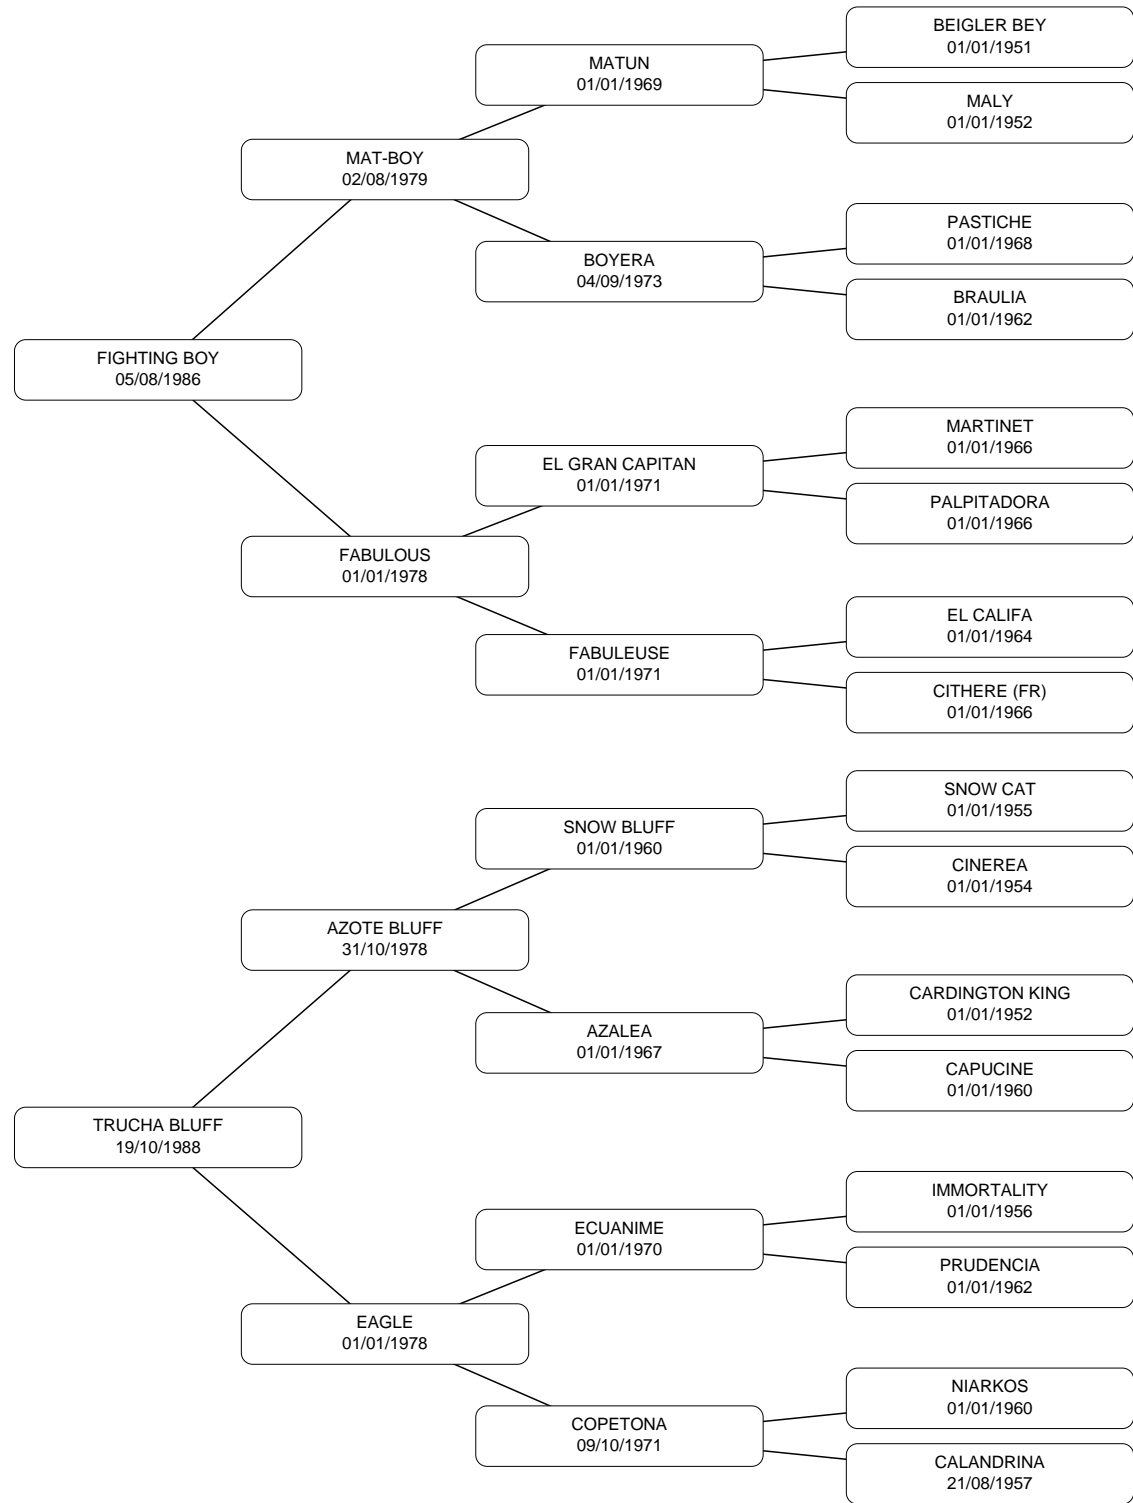 BEIGLER BEY
01/01/1951
MATUN
01/01/1969
MALY
01/01/1952
MAT-BOY
02/08/1979
PASTICHE
01/01/1968
BOYERA
04/09/1973
BRAULIA
01/01/1962
FIGHTING BOY
05/08/1986
MARTINET
01/01/1966
EL GRAN CAPITAN
01/01/1971
PALPITADORA
01/01/1966
FABULOUS
01/01/1978
EL CALIFA
01/01/1964
FABULEUSE
01/01/1971
CITHERE (FR)
01/01/1966
SNOW CAT
01/01/1955
SNOW BLUFF
01/01/1960
CINEREA
01/01/1954
AZOTE BLUFF
31/10/1978
CARDINGTON KING
01/01/1952
AZALEA
01/01/1967
CAPUCINE
01/01/1960
TRUCHA BLUFF
19/10/1988
IMMORTALITY
01/01/1956
ECUANIME
01/01/1970
PRUDENCIA
01/01/1962
EAGLE
01/01/1978
NIARKOS
01/01/1960
COPETONA
09/10/1971
CALANDRINA
21/08/1957